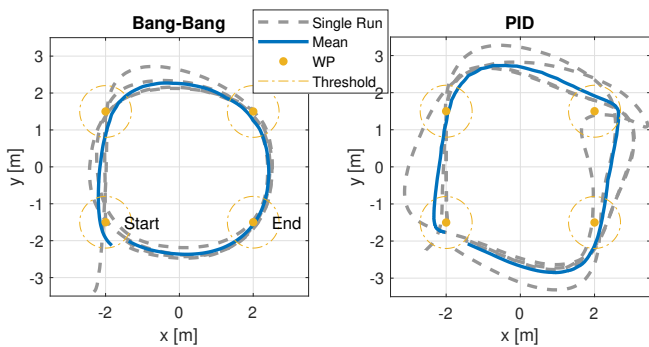 Bang-Bang
3
2
1
0
-1
-2
-3
y [m]
Start
End
-2
0
2
x [m]
Single Run
Mean
WP
Threshold
PID
3
2
1
0
-1
-2
-3
y [m]
-2
0
2
x [m]